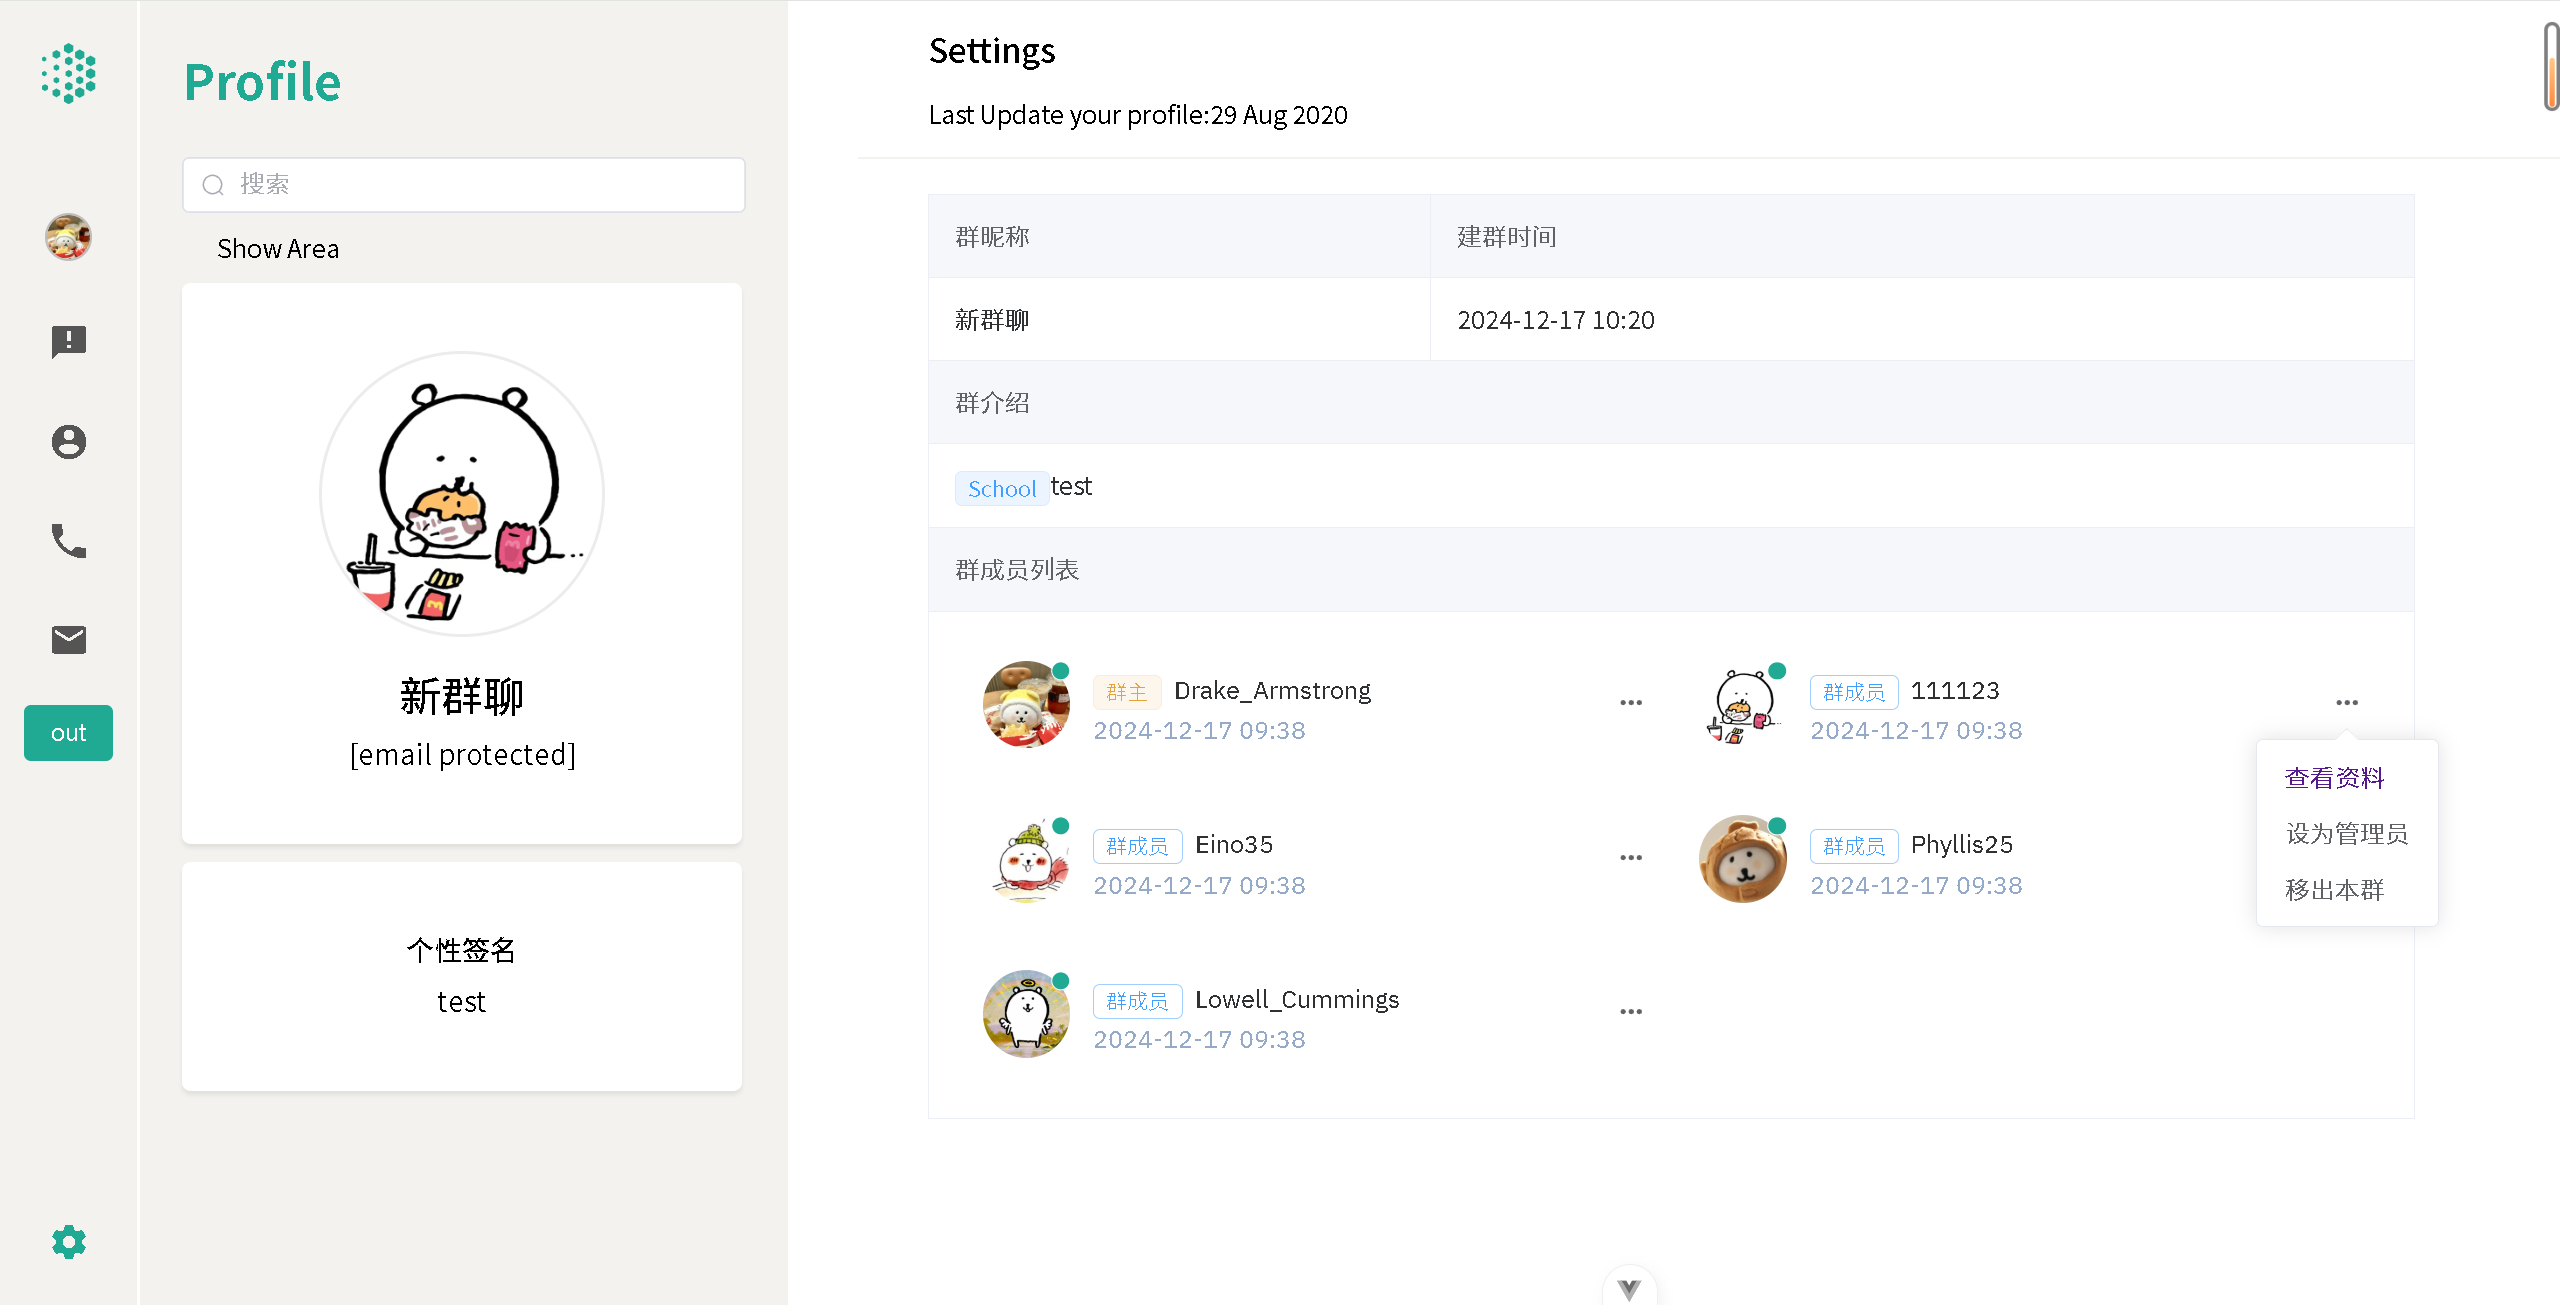 Profile
搜索
Show Area
新群聊
[email protected]
个性签名
test
out
Settings
Last Update your profile:29 Aug 2020
群昵称
建群时间
新群聊
2024-12-17 10:20
群介绍
School test
群成员列表
群主 Drake_Armstrong
2024-12-17 09:38
群成员 111123
2024-12-17 09:38
群成员 Eino35
2024-12-17 09:38
群成员 Phyllis25
2024-12-17 09:38
群成员 Lowell_Cummings
2024-12-17 09:38
查看资料
设为管理员
移出本群